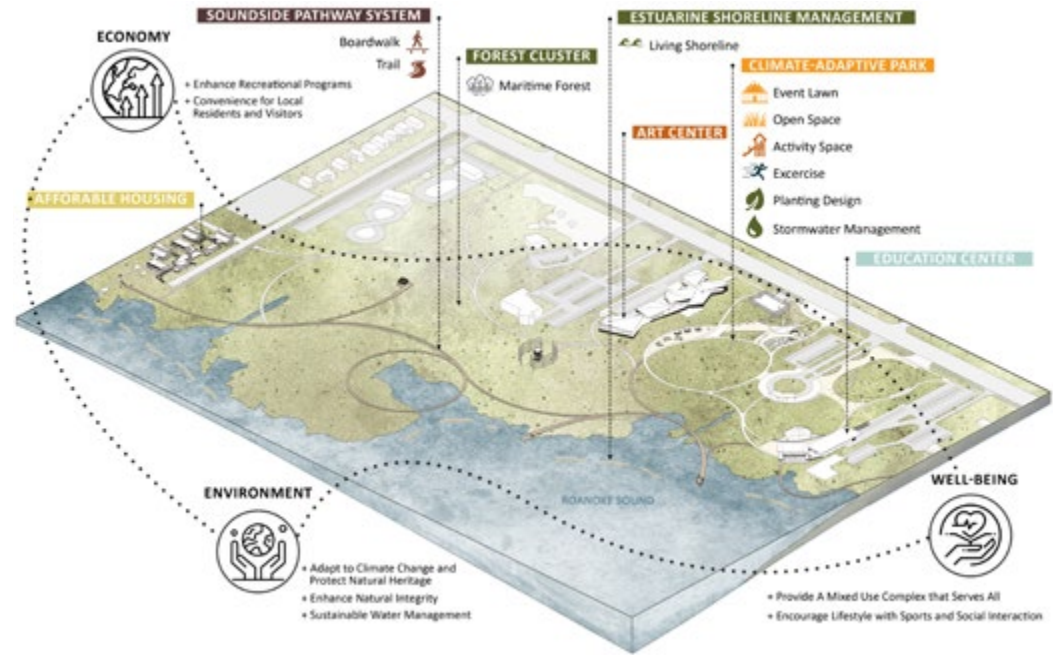 SOUNDSIDE PATHWAY SYSTEM
Boardwalk
Trail
ECONOMY
+ Enhance Recreational Programs
+ Convenience for Local
Residents and Visitors
FOREST CLUSTER
Maritime Forest
ESTUARINE SHORELINE MANAGEMENT
Living Shoreline
CLIMATE-ADAPTIVE PARK
Event Lawn
Open Space
Activity Space
Excercise
Planting Design
Stormwater Management
ART CENTER
AFFORABLE HOUSING
EDUCATION CENTER
ROANOKE SOUND
ENVIRONMENT
+ Adapt to Climate Change and
Protect Natural Heritage
+ Enhance Natural Integrity
+ Sustainable Water Management
WELL-BEING
+ Provide A Mixed Use Complex that Serves All
+ Encourage Lifestyle with Sports and Social Interaction